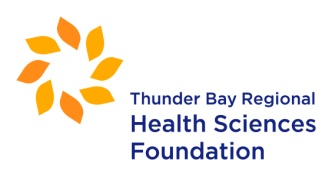 Thunder Bay Regional
Health Sciences
Foundation